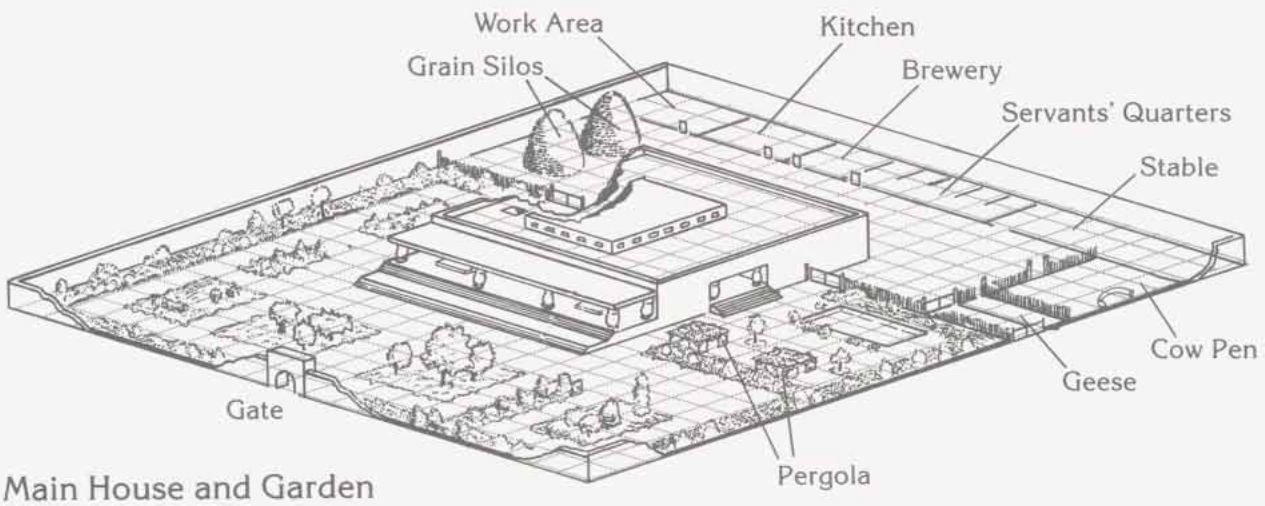 Work Area
Kitchen
Grain Silos
Brewery
Servants' Quarters
Stable
Cow Pen
Geese
Gate
Pergola
Main House and Garden